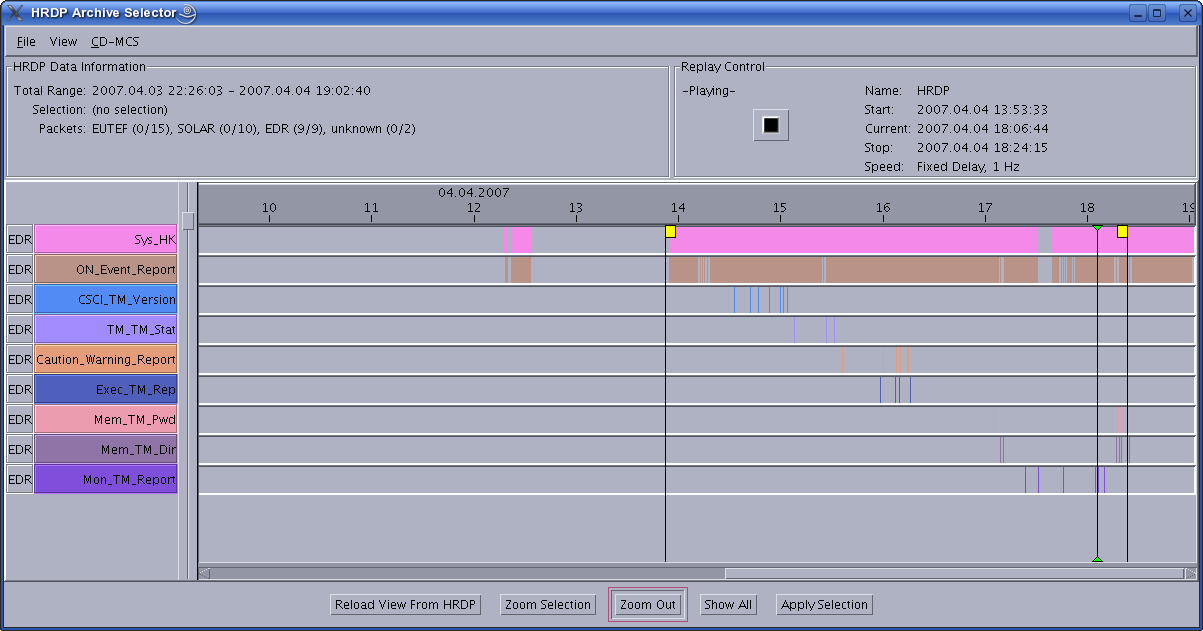 HRDP Archive Selector
File View CD-MCS
HRDP Data Information
Total Range: 2007.04.03 22:26:03 - 2007.04.04 19:02:40
Selection: (no selection)
Packets: EUTEF (0/15), SOLAR (0/10), EDR (9/9), unknown (0/2)
Replay Control
-Playing-
Name: HRDP
Start: 2007.04.04 13:53:33
Current: 2007.04.04 18:06:44
Stop: 2007.04.04 18:24:15
Speed: Fixed Delay, 1 Hz
04.04.2007
10 11 12 13 14 15 16 17 18 19
EDR Sys_HK
EDR ON_Event_Report
EDR CSCI_TM_Version
EDR TM_TM_Stat
EDR Caution_Warning_Report
EDR Exec_TM_Rep
EDR Mem_TM_Pwd
EDR Mem_TM_Dir
EDR Mon_TM_Report
Reload View From HRDP Zoom Selection Zoom Out Show All Apply Selection